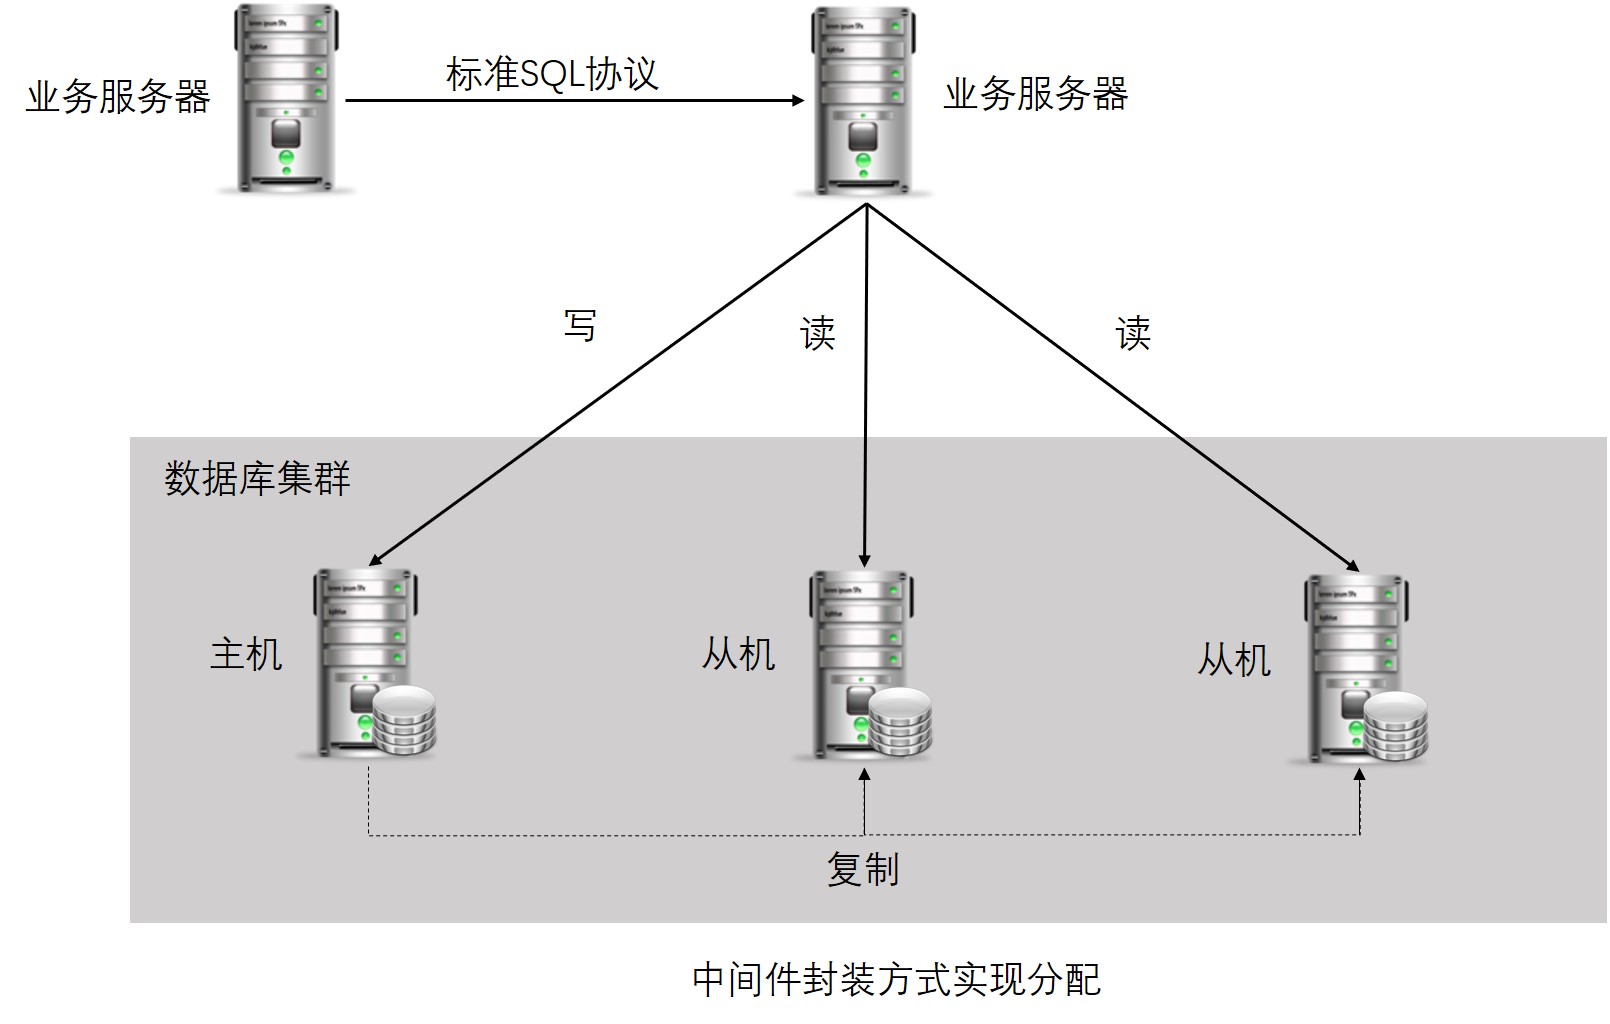 业务服务器
标准SQL协议
业务服务器
写
读
读
数据库集群
主机
从机
从机
复制
中间件封装方式实现分配